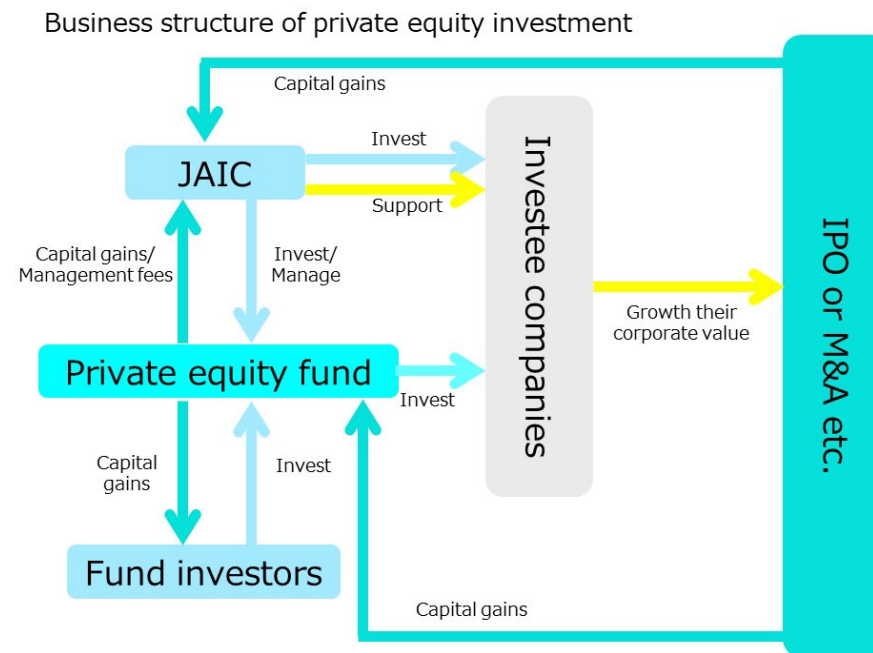 Business structure of private equity investment
Capital gains
JAIC
Invest
Support
Capital gains/
Management fees
Invest/
Manage
Investee companies
Growth their
corporate value
IPO or M&A etc.
Private equity fund
Invest
Capital
gains
Invest
Fund investors
Capital gains